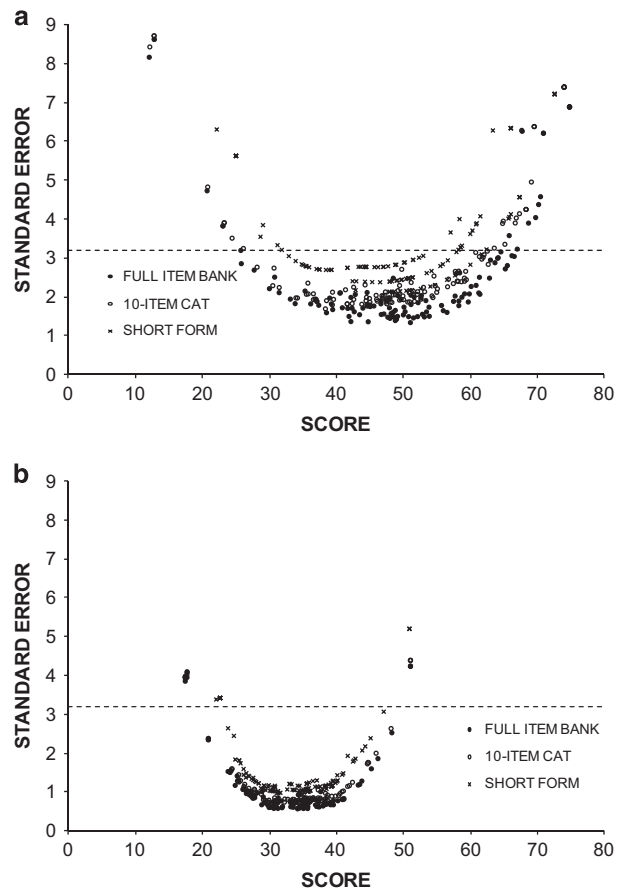 a
9
8
7
6
5
4
3
2
1
0
STANDARD ERROR
FULL ITEM BANK
10-ITEM CAT
SHORT FORM
0 10 20 30 40 50 60 70 80
SCORE
b
9
8
7
6
5
4
3
2
1
0
STANDARD ERROR
FULL ITEM BANK
10-ITEM CAT
SHORT FORM
0 10 20 30 40 50 60 70 80
SCORE